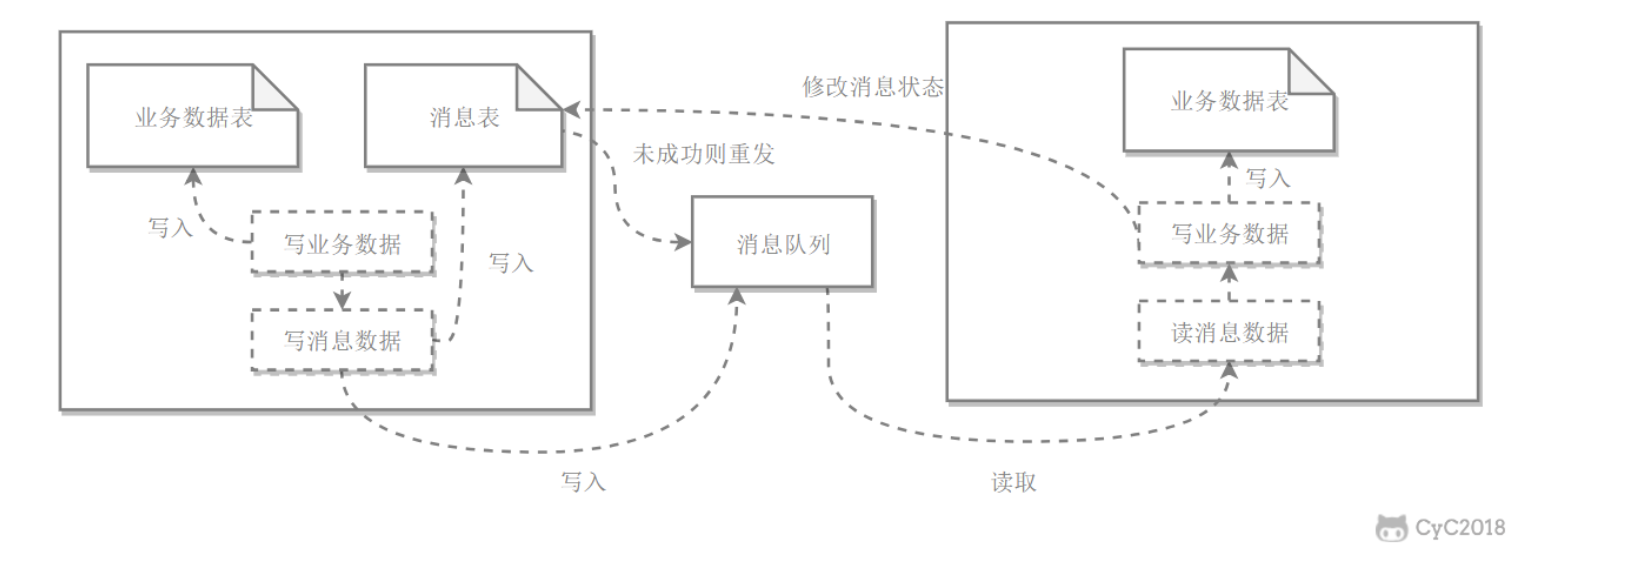 业务数据表
消息表
写入
写业务数据
写入
写消息数据
写入
修改消息状态
未成功则重发
消息队列
读取
业务数据表
写入
写业务数据
读消息数据
CyC2018